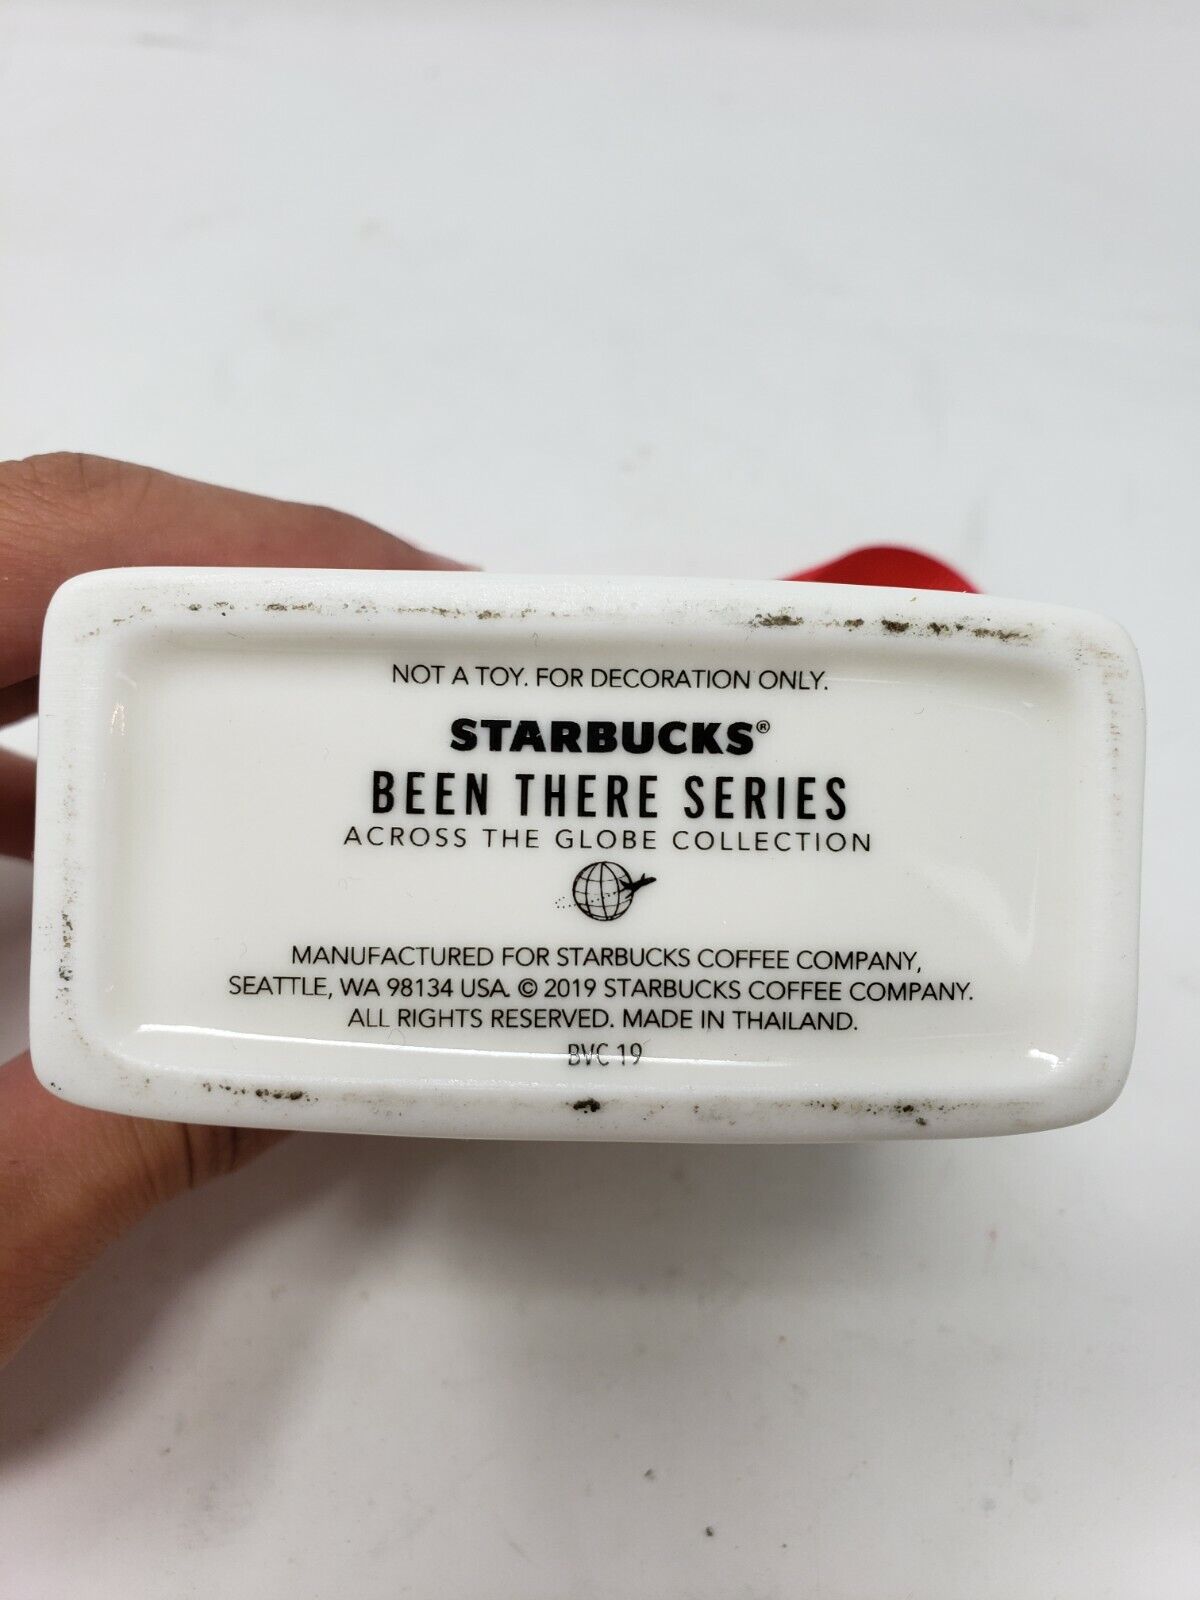 NOT A TOY. FOR DECORATION ONLY.
STARBUCKS®
BEEN THERE SERIES
ACROSS THE GLOBE COLLECTION
MANUFACTURED FOR STARBUCKS COFFEE COMPANY,
SEATTLE, WA 98134 USA. © 2019 STARBUCKS COFFEE COMPANY.
ALL RIGHTS RESERVED. MADE IN THAILAND.
BVC 19